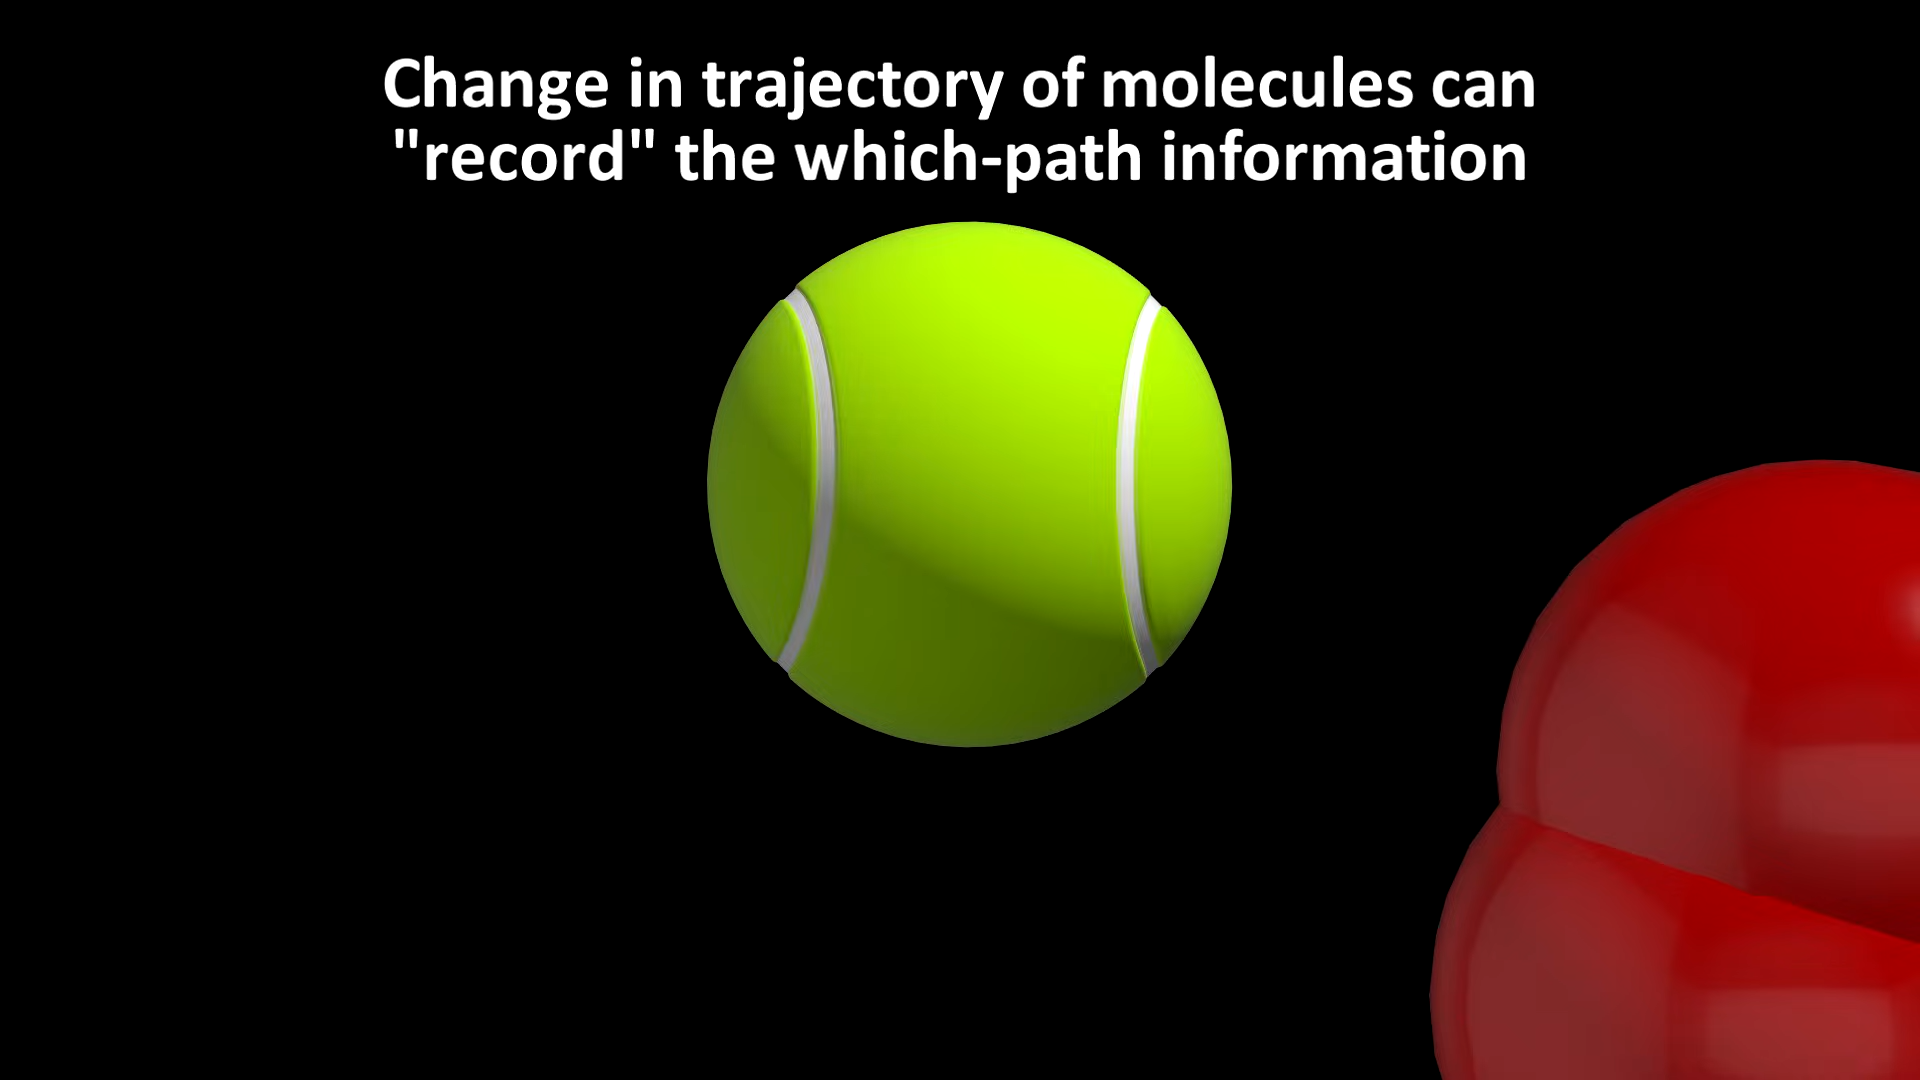 Change in trajectory of molecules can
"record" the which-path information